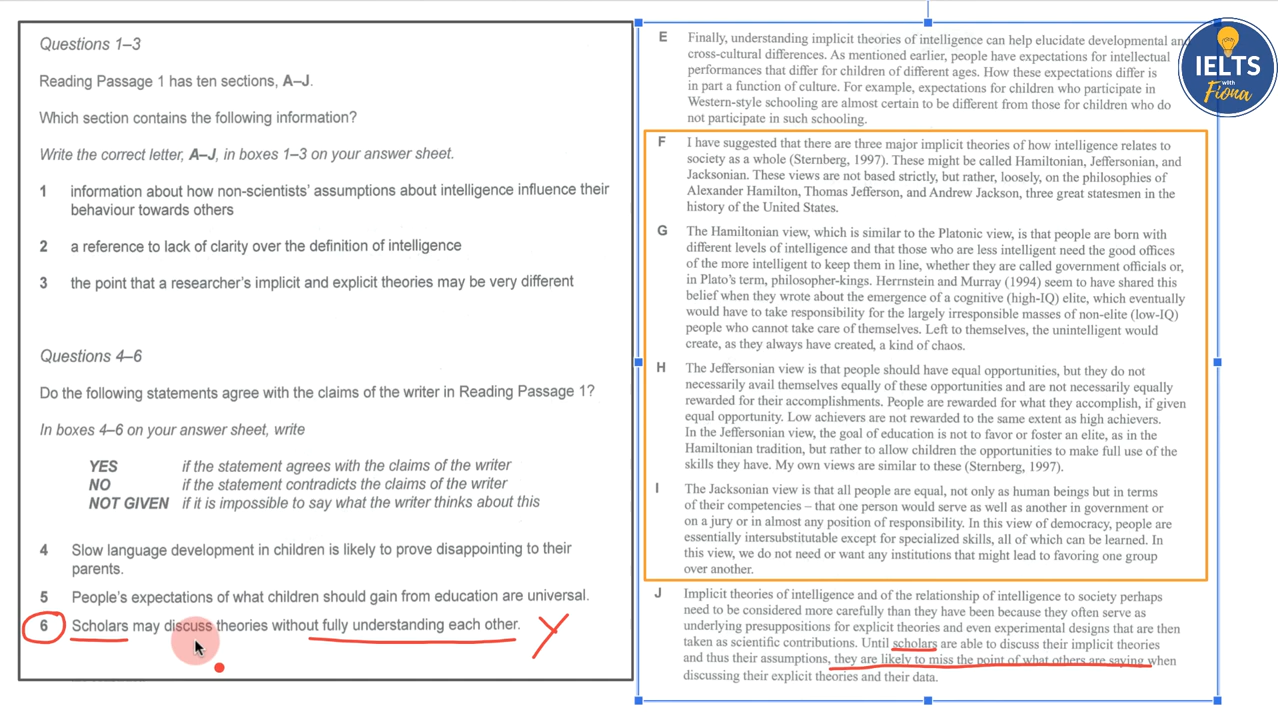 Questions 1–3
Reading Passage 1 has ten sections, A–J.
Which section contains the following information?
Write the correct letter, A–J, in boxes 1–3 on your answer sheet.
1 information about how non-scientists' assumptions about intelligence influence their
behaviour towards others
2 a reference to lack of clarity over the definition of intelligence
3 the point that a researcher's implicit and explicit theories may be very different
Questions 4–6
Do the following statements agree with the claims of the writer in Reading Passage 1?
In boxes 4–6 on your answer sheet, write
YES if the statement agrees with the claims of the writer
NO if the statement contradicts the claims of the writer
NOT GIVEN if it is impossible to say what the writer thinks about this
4 Slow language development in children is likely to prove disappointing to their
parents.
5 People's expectations of what children should gain from education are universal.
6 Scholars may discuss theories without fully understanding each other. Y
E Finally, understanding implicit theories of intelligence can help elucidate developmental and
cross-cultural differences. As mentioned earlier, people have expectations for intellectual
performances that differ for children of different ages. How these expectations differ is
in part a function of culture. For example, expectations for children who participate in
Western-style schooling are almost certain to be different from those for children who do
not participate in such schooling.
F I have suggested that there are three major implicit theories of how intelligence relates to
society as a whole (Sternberg, 1997). These might be called Hamiltonian, Jeffersonian, and
Jacksonian. These views are not based strictly, but rather, loosely, on the philosophies of
Alexander Hamilton, Thomas Jefferson, and Andrew Jackson, three great statesmen in the
history of the United States.
G The Hamiltonian view, which is similar to the Platonic view, is that people are born with
different levels of intelligence and that those who are less intelligent need the good offices
of the more intelligent to keep them in line, whether they are called government officials or,
in Plato's term, philosopher-kings. Herrnstein and Murray (1994) seem to have shared this
belief when they wrote about the emergence of a cognitive (high-IQ) elite, which eventually
would have to take responsibility for the largely irresponsible masses of non-elite (low-IQ)
people who cannot take care of themselves. Left to themselves, the unintelligent would
create, as they always have created, a kind of chaos.
H The Jeffersonian view is that people should have equal opportunities, but they do not
necessarily avail themselves equally of these opportunities and are not necessarily equally
rewarded for their accomplishments. People are rewarded for what they accomplish, if given
equal opportunity. Low achievers are not rewarded to the same extent as high achievers.
In the Jeffersonian view, the goal of education is not to favor or foster an elite, as in the
Hamiltonian tradition, but rather to allow children the opportunities to make full use of the
skills they have. My own views are similar to these (Sternberg, 1997).
I The Jacksonian view is that all people are equal, not only as human beings but in terms
of their competencies – that one person would serve as well as another in government or
on a jury or in almost any position of responsibility. In this view of democracy, people are
essentially intersubstitutable except for specialized skills, all of which can be learned. In
this view, we do not need or want any institutions that might lead to favoring one group
over another.
J Implicit theories of intelligence and of the relationship of intelligence to society perhaps
need to be considered more carefully than they have been because they often serve as
underlying presuppositions for explicit theories and even experimental designs that are then
taken as scientific contributions. Until scholars are able to discuss their implicit theories
and thus their assumptions, they are likely to miss the point of what others are saying when
discussing their explicit theories and their data.
IELTS
with
Fiona